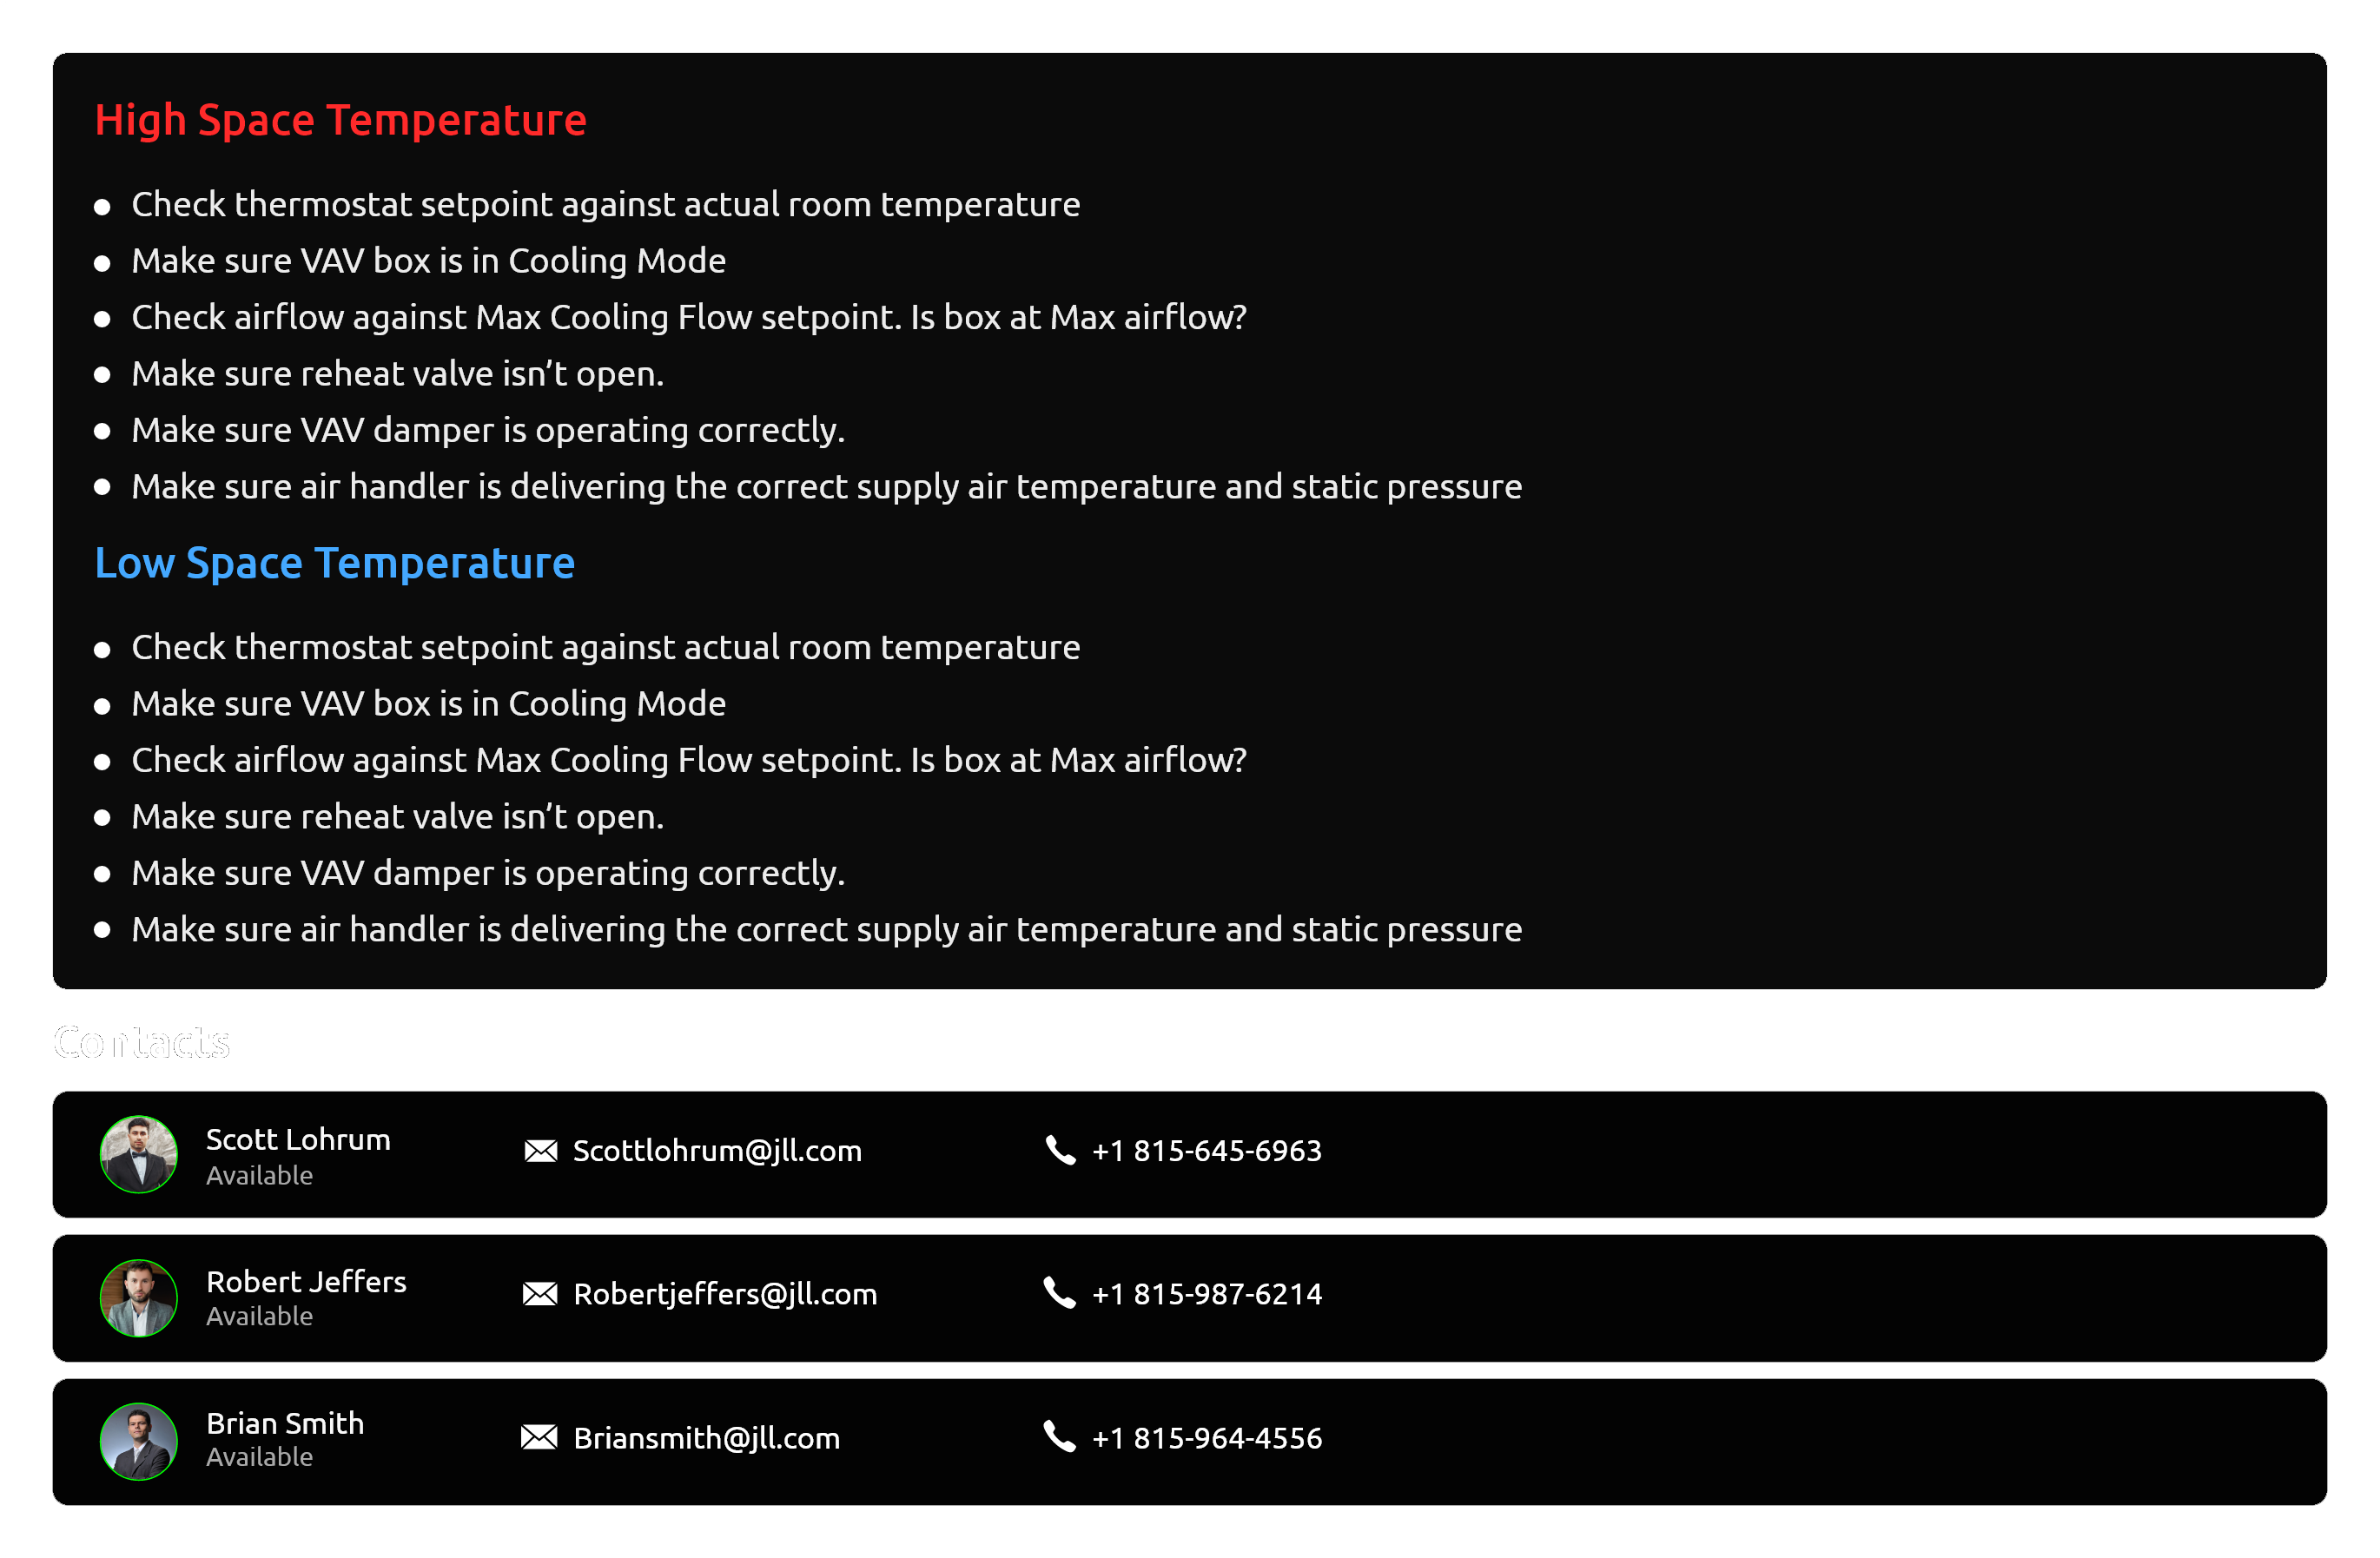 High Space Temperature
Check thermostat setpoint against actual room temperature
Make sure VAV box is in Cooling Mode
Check airflow against Max Cooling Flow setpoint. Is box at Max airflow?
Make sure reheat valve isn’t open.
Make sure VAV damper is operating correctly.
Make sure air handler is delivering the correct supply air temperature and static pressure
Low Space Temperature
Check thermostat setpoint against actual room temperature
Make sure VAV box is in Cooling Mode
Check airflow against Max Cooling Flow setpoint. Is box at Max airflow?
Make sure reheat valve isn’t open.
Make sure VAV damper is operating correctly.
Make sure air handler is delivering the correct supply air temperature and static pressure
Contacts
Scott Lohrum
Available
Scottlohrum@jll.com
+1 815-645-6963
Robert Jeffers
Available
Robertjeffers@jll.com
+1 815-987-6214
Brian Smith
Available
Briansmith@jll.com
+1 815-964-4556